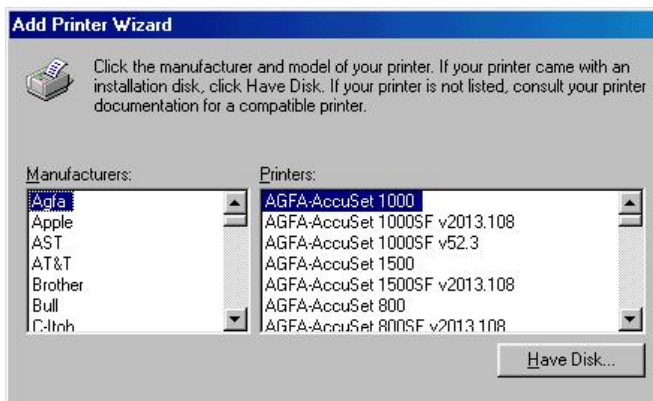 Add Printer Wizard
Click the manufacturer and model of your printer. If your printer came with an
installation disk, click Have Disk. If your printer is not listed, consult your printer
documentation for a compatible printer.
Manufacturers:
Agfa
Apple
AST
AT&T
Brother
Bull
C-Itoh
Printers:
AGFA-AccuSet 1000
AGFA-AccuSet 1000SF v2013.108
AGFA-AccuSet 1000SF v52.3
AGFA-AccuSet 1500
AGFA-AccuSet 1500SF v2013.108
AGFA-AccuSet 800
AGFA-AccuSet 800SF v2013.108
Have Disk...